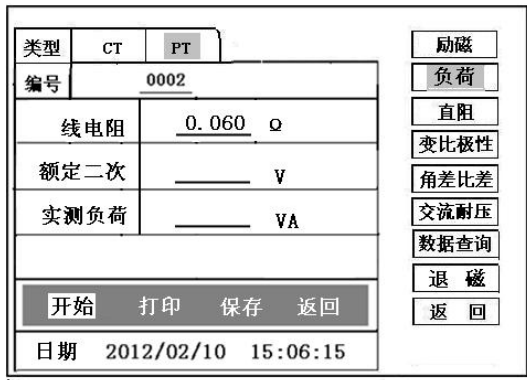 类型 CT PT
编号 0002
线电阻 0.060 Ω
额定二次 V
实测负荷 VA
开始 打印 保存 返回
日期 2012/02/10 15:06:15
励磁
负荷
直阻
变比极性
角差比差
交流耐压
数据查询
退 磁
返 回